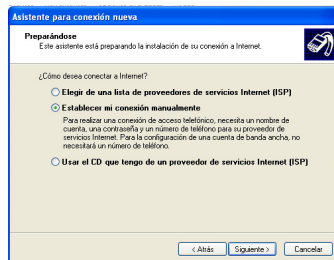 Asistente para conexión nueva
Preparándose
Este asistente está preparando la instalación de su conexión a Internet.
¿Cómo desea conectar a Internet?
Elegir de una lista de proveedores de servicios Internet (ISP)
Establecer mi conexión manualmente
Para realizar una conexión de acceso telefónico, necesita un nombre de
cuenta, una contraseña y un número de teléfono para su proveedor de
servicios Internet. Para la configuración de una cuenta de banda ancha, no
necesitará un número de teléfono.
Usar el CD que tengo de un proveedor de servicios Internet (ISP)
< Atrás
Siguiente >
Cancelar